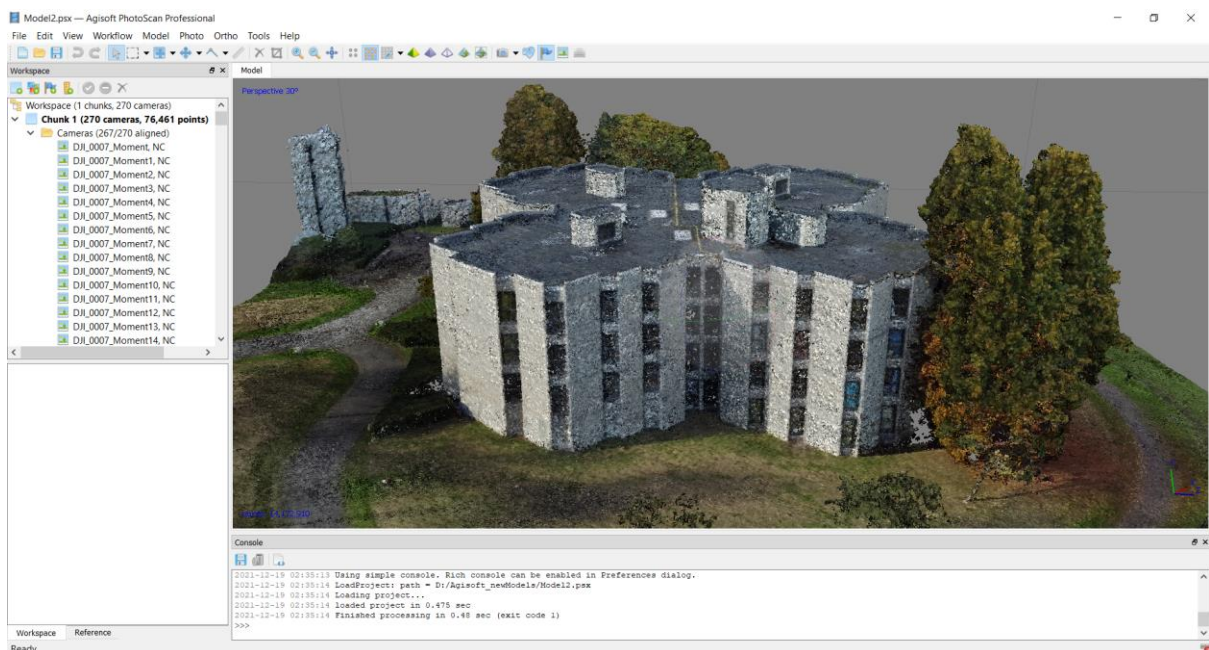 Model2.psx — Agisoft PhotoScan Professional
File Edit View Workflow Model Photo Ortho Tools Help
Workspace
Workspace (1 chunks, 270 cameras)
Chunk 1 (270 cameras, 76,461 points)
Cameras (267/270 aligned)
DJI_0007_Moment, NC
DJI_0007_Moment1, NC
DJI_0007_Moment2, NC
DJI_0007_Moment3, NC
DJI_0007_Moment4, NC
DJI_0007_Moment5, NC
DJI_0007_Moment6, NC
DJI_0007_Moment7, NC
DJI_0007_Moment8, NC
DJI_0007_Moment9, NC
DJI_0007_Moment10, NC
DJI_0007_Moment11, NC
DJI_0007_Moment12, NC
DJI_0007_Moment13, NC
DJI_0007_Moment14, NC
Workspace Reference
Ready
Model
Perspective 30°
Console
2021-12-19 02:35:13 Using simple console. Rich console can be enabled in Preferences dialog.
2021-12-19 02:35:14 LoadProject: path = D:/Agisoft_newModels/Model2.psx
2021-12-19 02:35:14 Loading project...
2021-12-19 02:35:14 loaded project in 0.475 sec
2021-12-19 02:35:14 Finished processing in 0.48 sec (exit code 1)
>>>